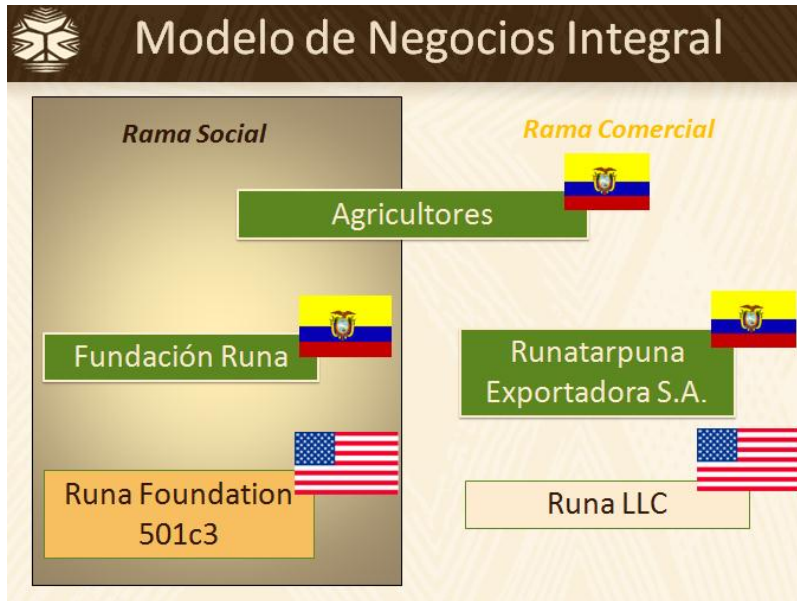 Modelo de Negocios Integral
Rama Social
Rama Comercial
Agricultores
Fundación Runa
Runatarpuna
Exportadora S.A.
Runa Foundation
501c3
Runa LLC